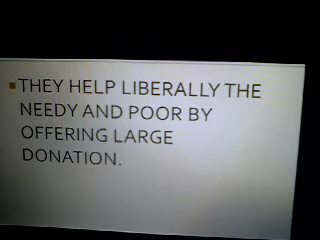 THEY HELP LIBERALLY THE
NEEDY AND POOR BY
OFFERING LARGE
DONATION.